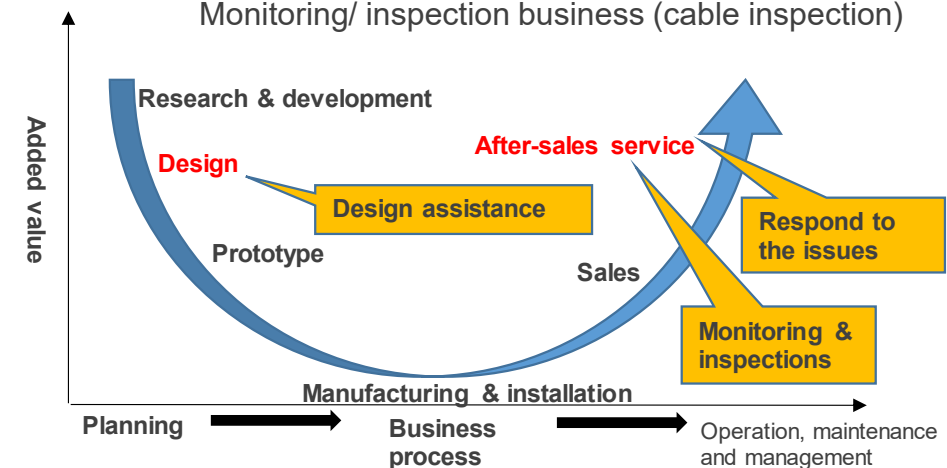 Monitoring/ inspection business (cable inspection)
Added value
Research & development
Design
After-sales service
Design assistance
Respond to
the issues
Prototype
Sales
Monitoring &
inspections
Manufacturing & installation
Planning
Business
process
Operation, maintenance
and management